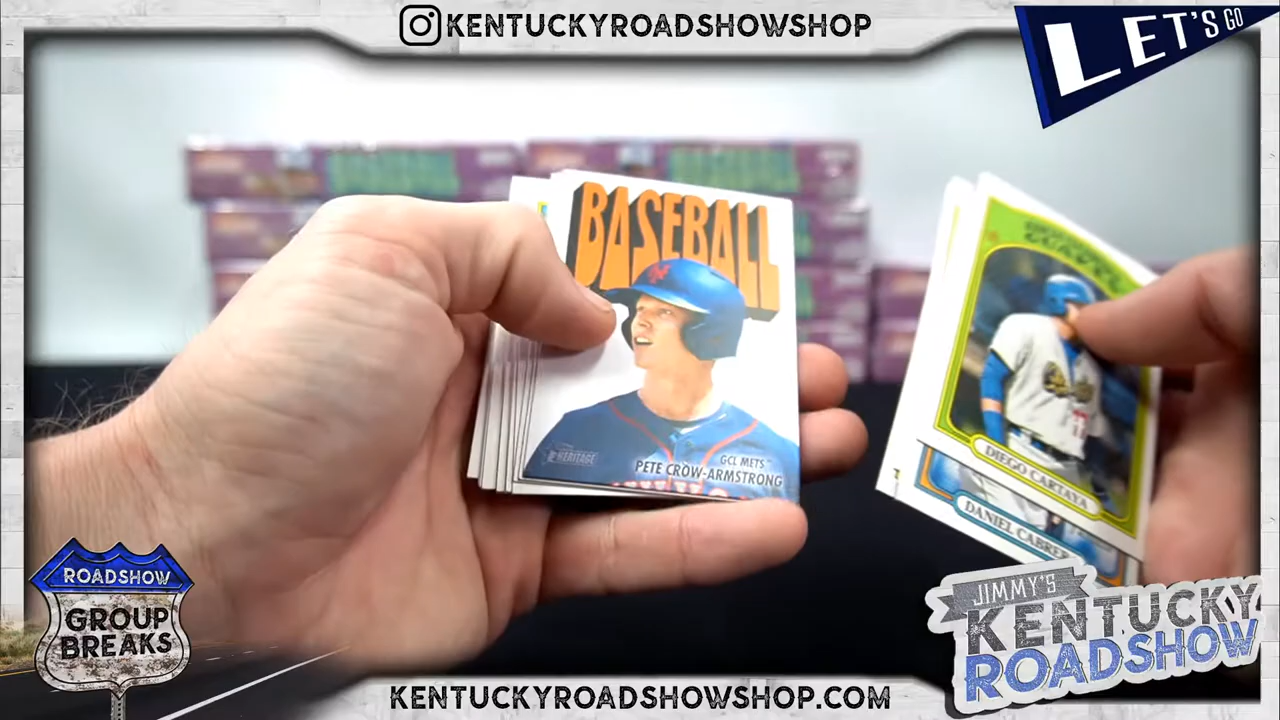 KENTUCKYROADSHOWSHOP
LET'S GO
BASEBALL
HERITAGE
GCL METS
PETE CROW-ARMSTRONG
DIEGO CARTAYA
DANIEL CABRER
ROADSHOW
GROUP
BREAKS
JIMMY'S
KENTUCKY
ROADSHOW
KENTUCKYROADSHOWSHOP.COM